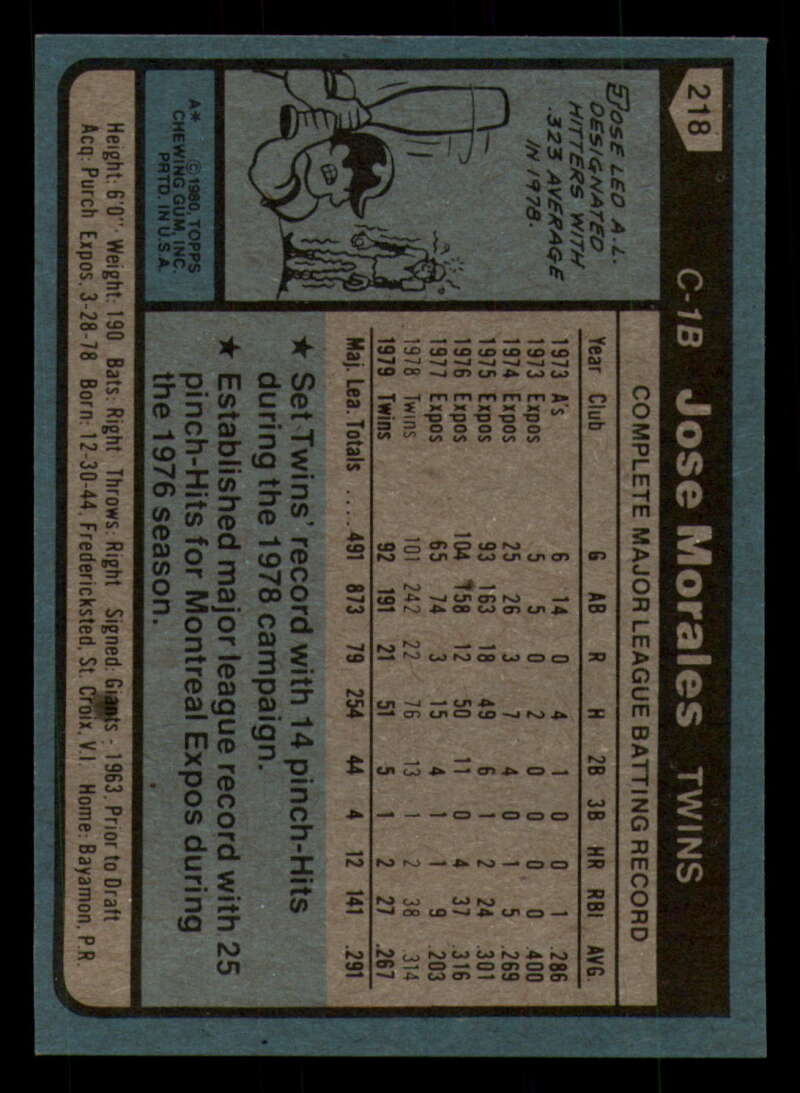 218 C-1B Jose Morales TWINS
JOSE LED A.L.
DESIGNATED
HITTERS WITH
.323 AVERAGE
IN 1978.
A* © 1980, TOPPS
CHEWING GUM, INC.
PRTD. IN U.S.A.
COMPLETE MAJOR LEAGUE BATTING RECORD
Year Club G AB R H 2B 3B HR RBI AVG.
1973 A's 6 14 0 4 1 0 0 1 .286
1973 Expos 5 5 0 2 0 0 0 0 .400
1974 Expos 25 26 3 7 4 0 1 5 .269
1975 Expos 93 163 18 49 6 1 2 24 .301
1976 Expos 104 158 12 50 11 0 4 37 .316
1977 Expos 65 74 3 15 4 1 1 9 .203
1978 Twins 101 242 22 76 13 1 2 38 .314
1979 Twins 92 191 21 51 5 1 2 27 .267
Maj. Lea. Totals .....491 873 79 254 44 4 12 141 .291
★ Set Twins' record with 14 pinch-Hits
during the 1978 campaign.
★ Established major league record with 25
pinch-Hits for Montreal Expos during
the 1976 season.
Height: 6'0" Weight: 190 Bats: Right Throws: Right Signed: Giants - 1963, Prior to Draft
Acq: Purch Expos, 3-28-78 Born: 12-30-44, Fredericksted, St. Croix, V.I. Home: Bayamon, P.R.